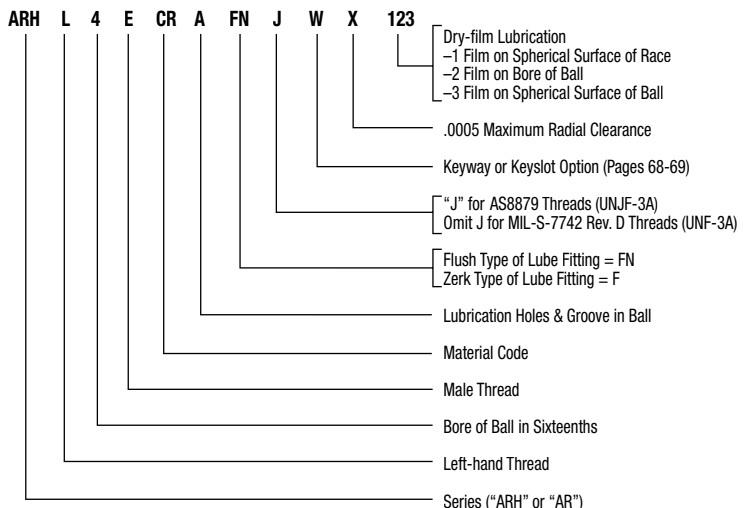 ARH L 4 E CR A FN J W X 123
Dry-film Lubrication
–1 Film on Spherical Surface of Race
–2 Film on Bore of Ball
–3 Film on Spherical Surface of Ball
.0005 Maximum Radial Clearance
Keyway or Keyslot Option (Pages 68-69)
“J” for AS8879 Threads (UNJF-3A)
Omit J for MIL-S-7742 Rev. D Threads (UNF-3A)
Flush Type of Lube Fitting = FN
Zerk Type of Lube Fitting = F
Lubrication Holes & Groove in Ball
Material Code
Male Thread
Bore of Ball in Sixteenths
Left-hand Thread
Series (“ARH” or “AR”)